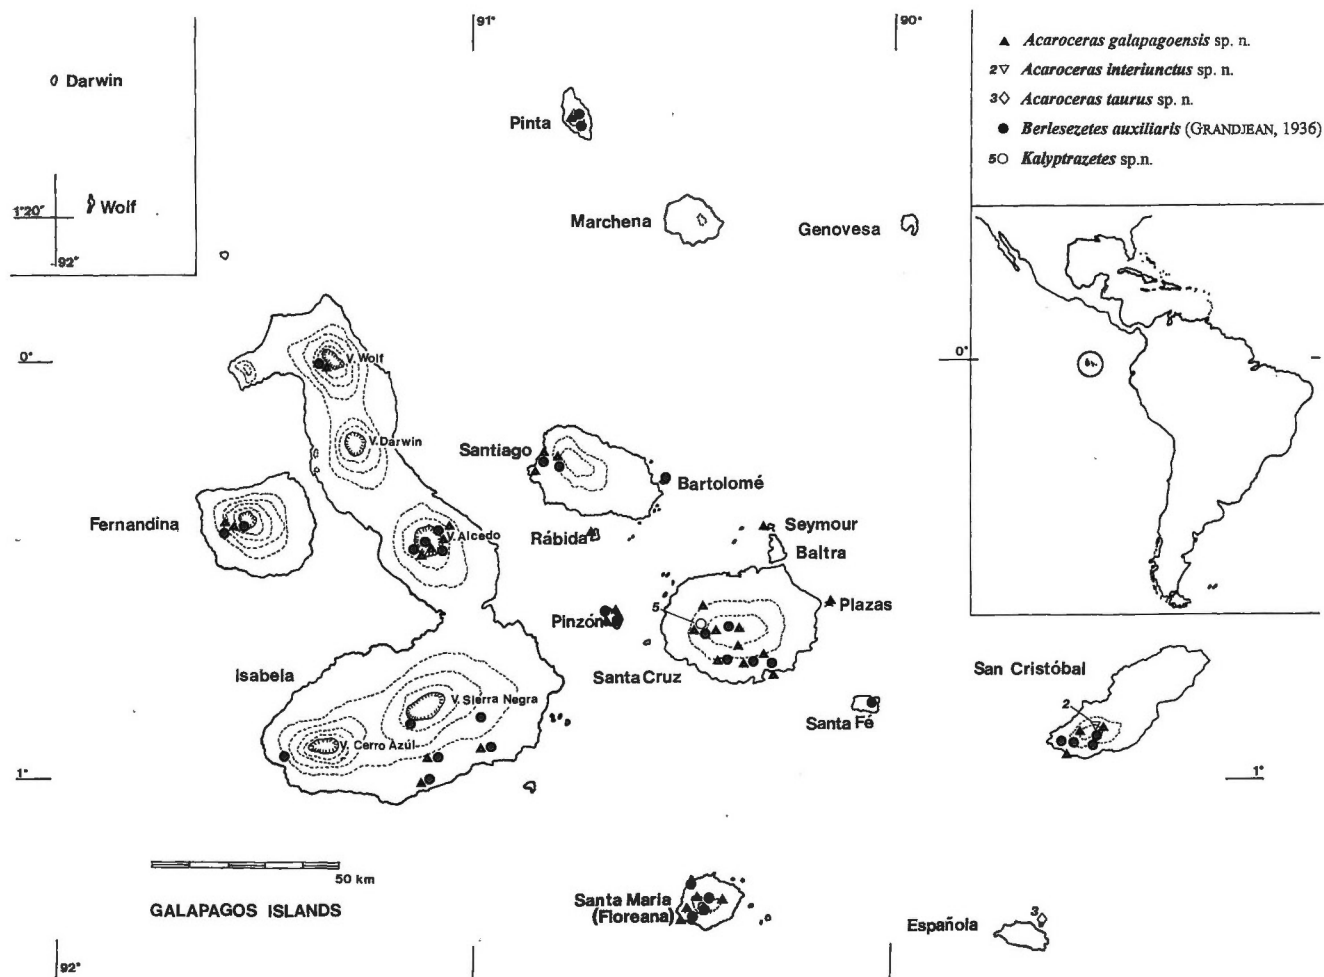 91°
90°
▲ Acaroceras galapagoensis sp. n.
2▽ Acaroceras interiunctus sp. n.
3◇ Acaroceras taurus sp. n.
● Berlesezetes auxiliaris (GRANDJEAN, 1936)
5○ Kalyptrazetes sp.n.
Darwin
Wolf
1°20'
92°
Pinta
Marchena
Genovesa
0°
0°
V. Wolf
V. Darwin
Santiago
Bartolomé
Fernandina
V. Alcedo
Rábida
Seymour
Baltra
Plazas
5
Pinzón
Santa Cruz
Isabela
V. Sierra Negra
V. Cerro Azúl
Santa Fé
San Cristóbal
2
1°
1°
50 km
GALAPAGOS ISLANDS
Santa Maria
(Floreana)
Española
3
92°